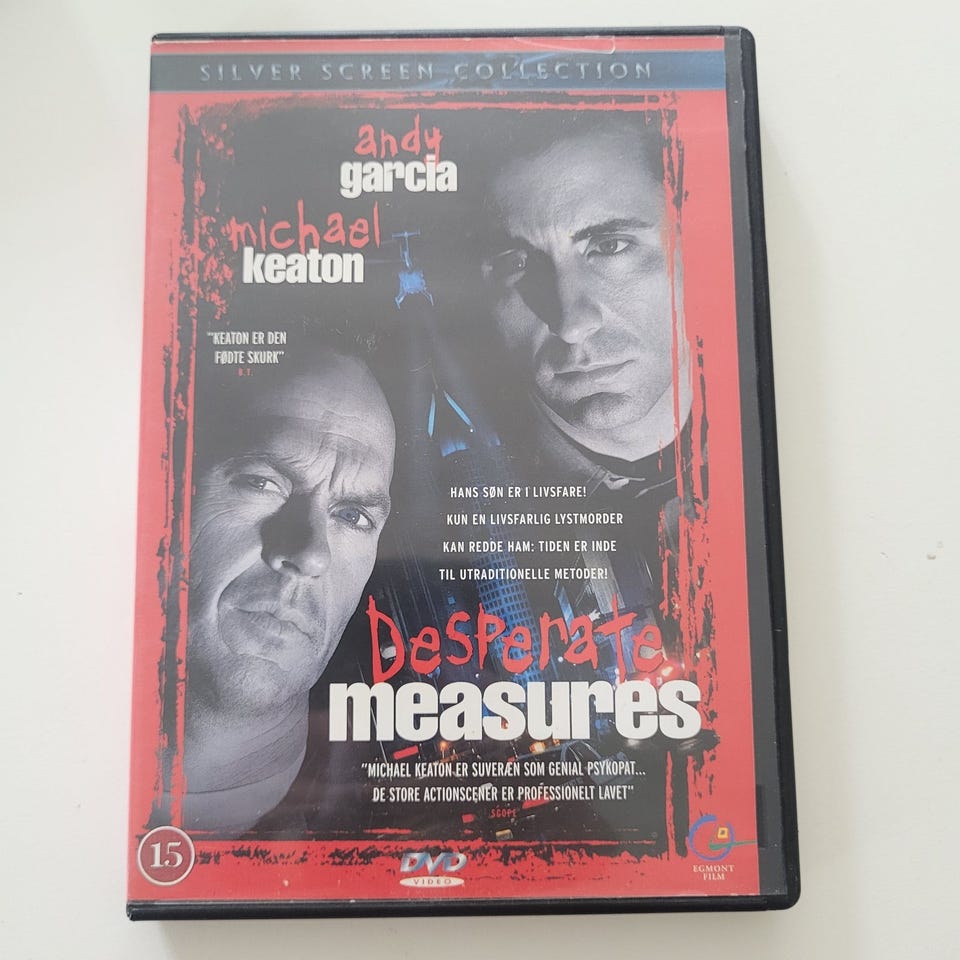 SILVER SCREEN COLLECTION
andy
garcia
michael
keaton
"KEATON ER DEN
FØDTE SKURK"
B.T.
HANS SØN ER I LIVSFARE!
KUN EN LIVSFARLIG LYSTMORDER
KAN REDDE HAM: TIDEN ER INDE
TIL UTRADITIONELLE METODER!
Desperate
measures
"MICHAEL KEATON ER SUVERÆN SOM GENIAL PSYKOPAT...
DE STORE ACTIONSCENER ER PROFESSIONELT LAVET"
SCOPE
15
DVD
VIDEO
EGMONT
FILM